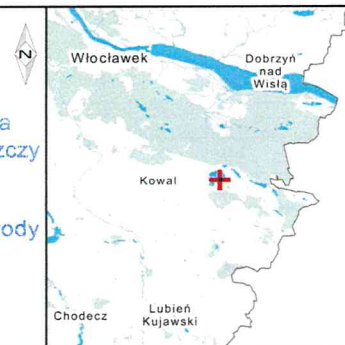 N
Włocławek
Dobrzyń
nad
Wisłą
a
zczy
Kowal
ody
Chodecz
Lubień
Kujawski